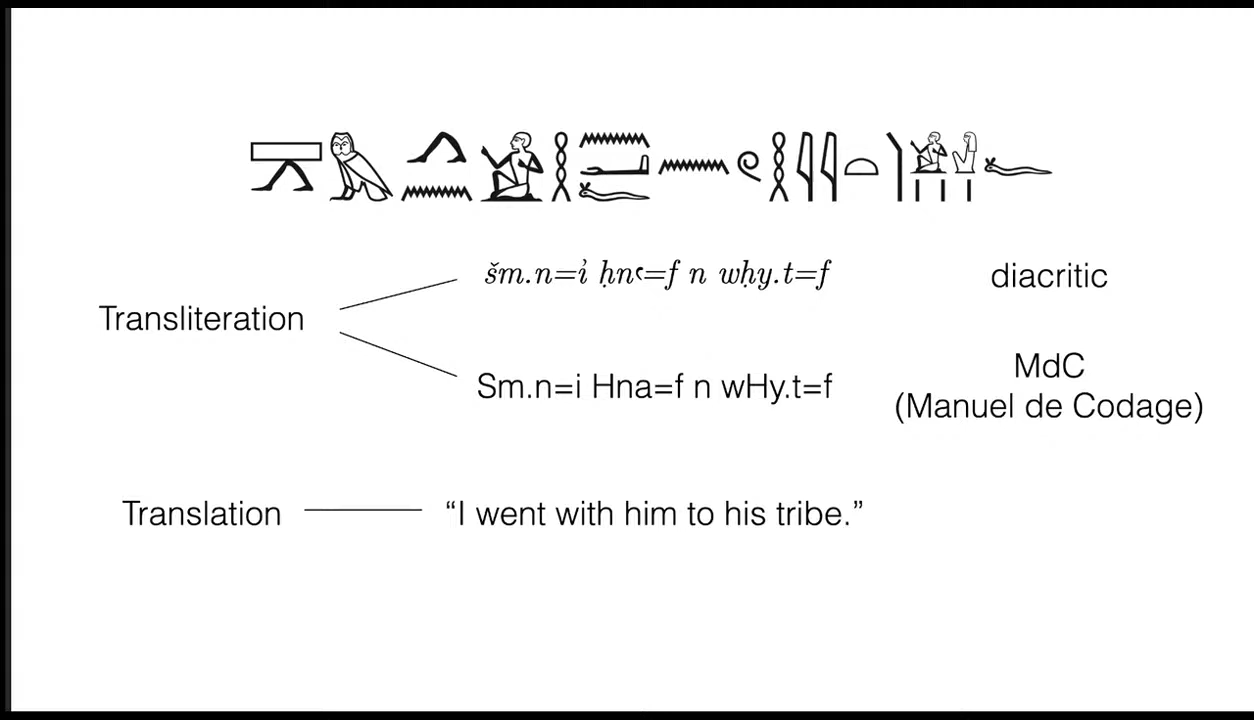 𓈝𓅓𓂻𓈖𓀀𓎛𓈖𓂝𓆑𓈖𓏲𓎛𓇋𓇋𓏏𓌙𓀀𓁐𓏥𓆑
šm.n=ỉ ḥnꜥ=f n wḥy.t=f
diacritic
Transliteration
Sm.n=i Hna=f n wHy.t=f
MdC
(Manuel de Codage)
Translation
“I went with him to his tribe.”